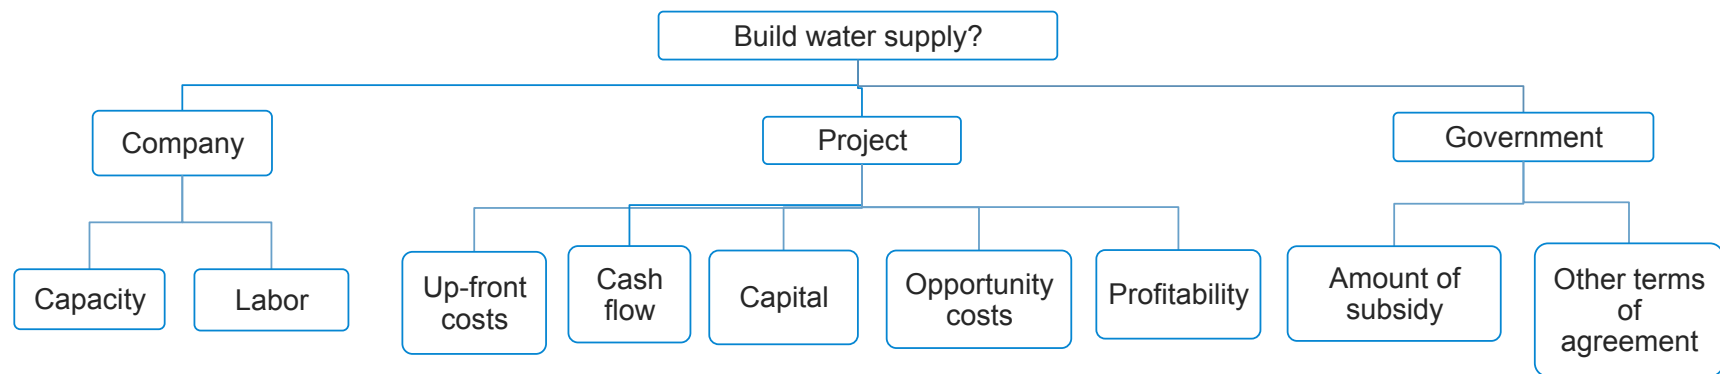 Build water supply?
Company
Project
Government
Capacity
Labor
Up-front
costs
Cash
flow
Capital
Opportunity
costs
Profitability
Amount of
subsidy
Other terms
of
agreement